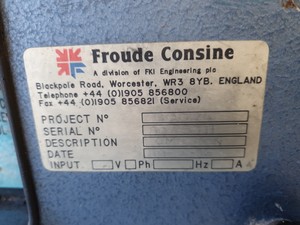 Froude Consine
A division of FKI Engineering plc
Blackpole Road, Worcester, WR3 8YB. ENGLAND
Telephone +44 (0)1905 856800
Fax +44 (0)1905 856821 (Service)
PROJECT No
SERIAL No
DESCRIPTION
DATE
INPUT V Ph Hz A